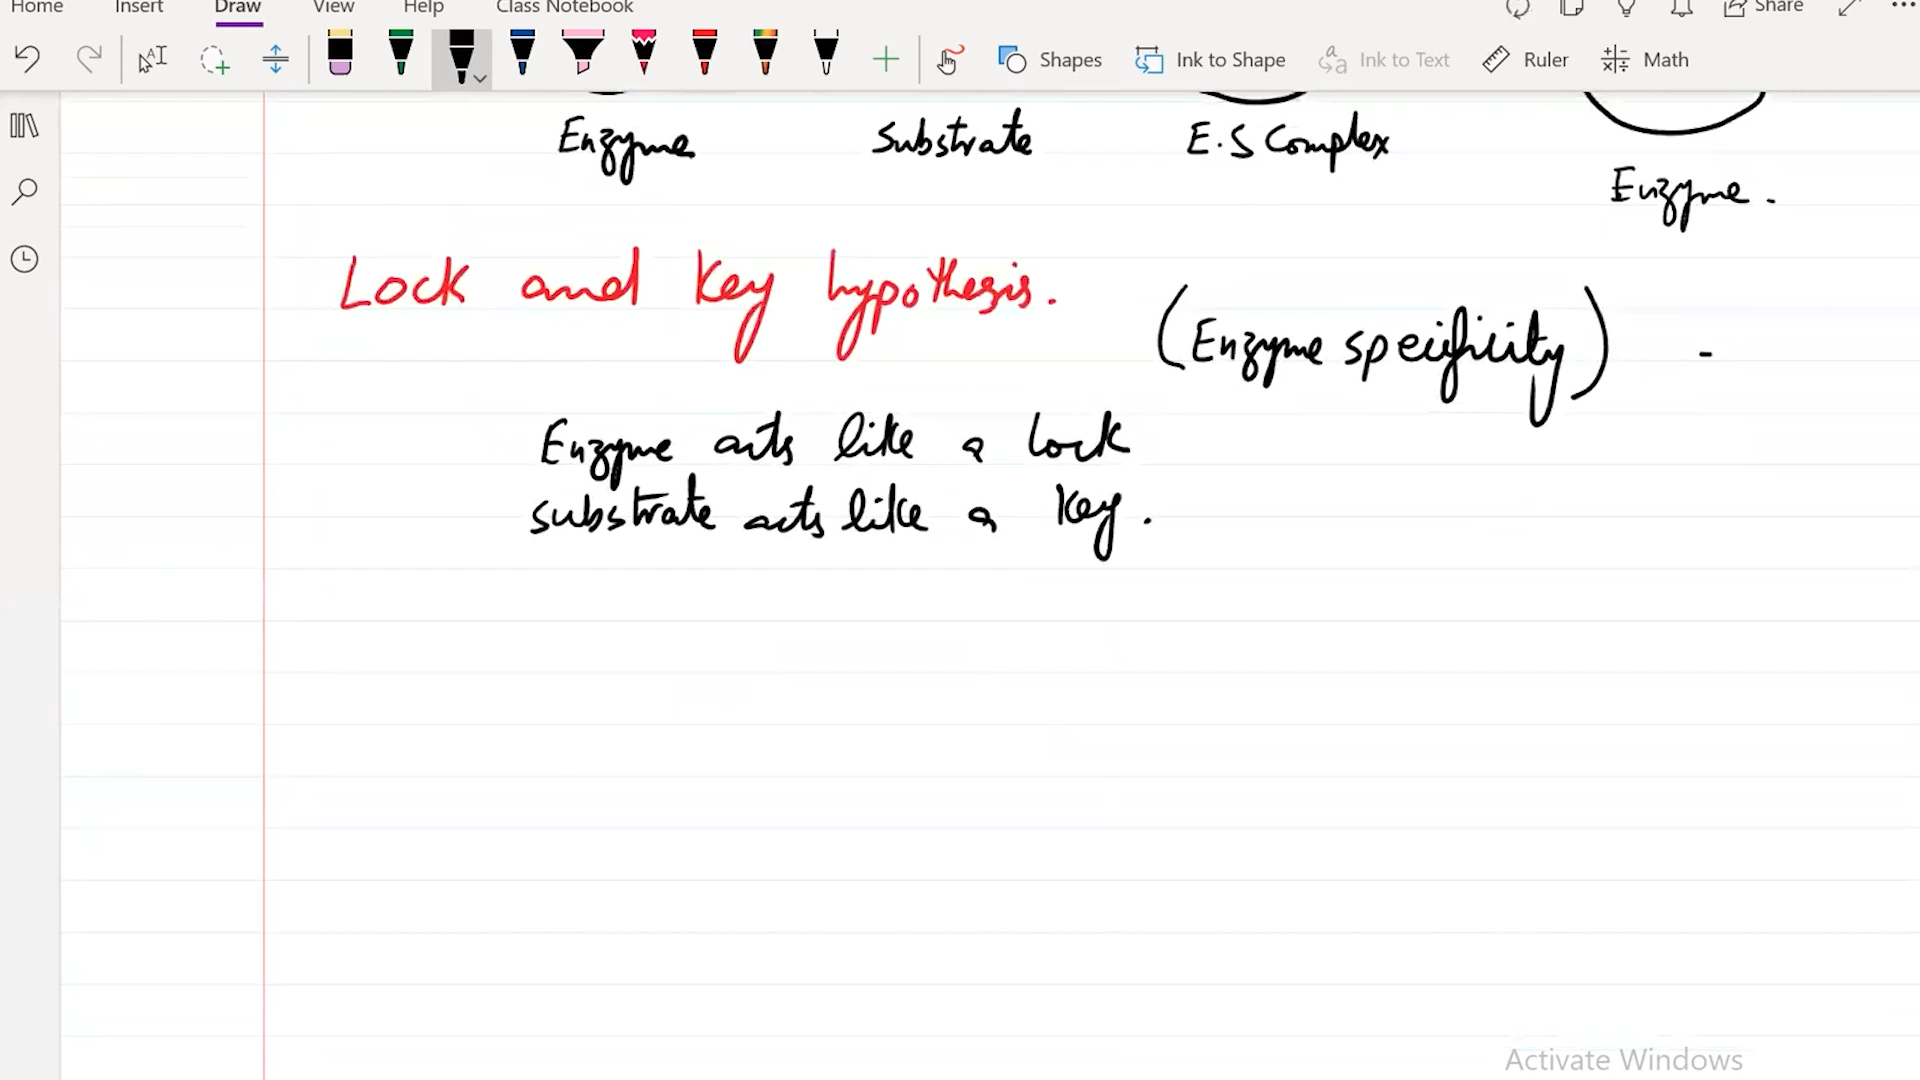 Home Insert Draw View Help Class Notebook Share
Shapes Ink to Shape Ink to Text Ruler Math
Enzyme Substrate E.S Complex
Enzyme.
Lock and Key hypothesis.
(Enzyme specificity) -
Enzyme acts like a lock
substrate acts like a Key.
Activate Windows